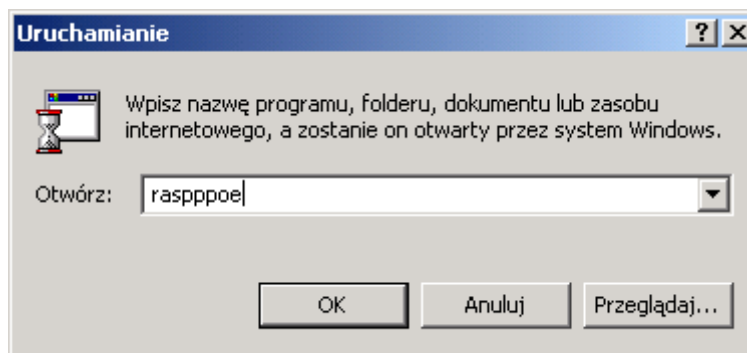 Uruchamianie
Wpisz nazwę programu, folderu, dokumentu lub zasobu
internetowego, a zostanie on otwarty przez system Windows.
Otwórz: raspppoe
OK Anuluj Przeglądaj...